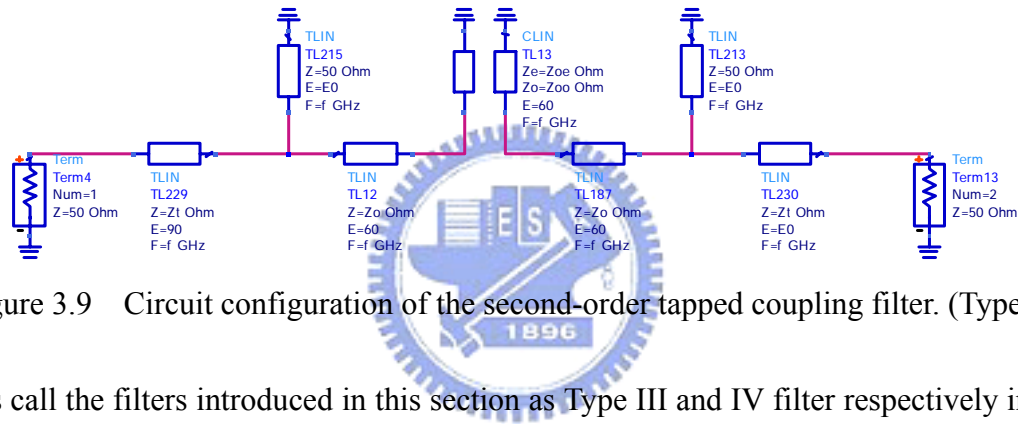 TLIN
TL215
Z=50 Ohm
E=E0
F=f GHz
CLIN
TL13
Ze=Zoe Ohm
Zo=Zoo Ohm
E=60
F=f GHz
TLIN
TL213
Z=50 Ohm
E=E0
F=f GHz
Term
Term4
Num=1
Z=50 Ohm
TLIN
TL229
Z=Zt Ohm
E=90
F=f GHz
TLIN
TL12
Z=Zo Ohm
E=60
F=f GHz
TLIN
TL187
Z=Zo Ohm
E=60
F=f GHz
TLIN
TL230
Z=Zt Ohm
E=E0
F=f GHz
Term
Term13
Num=2
Z=50 Ohm
ES
1896
gure 3.9 Circuit configuration of the second-order tapped coupling filter. (Type
s call the filters introduced in this section as Type III and IV filter respectively i